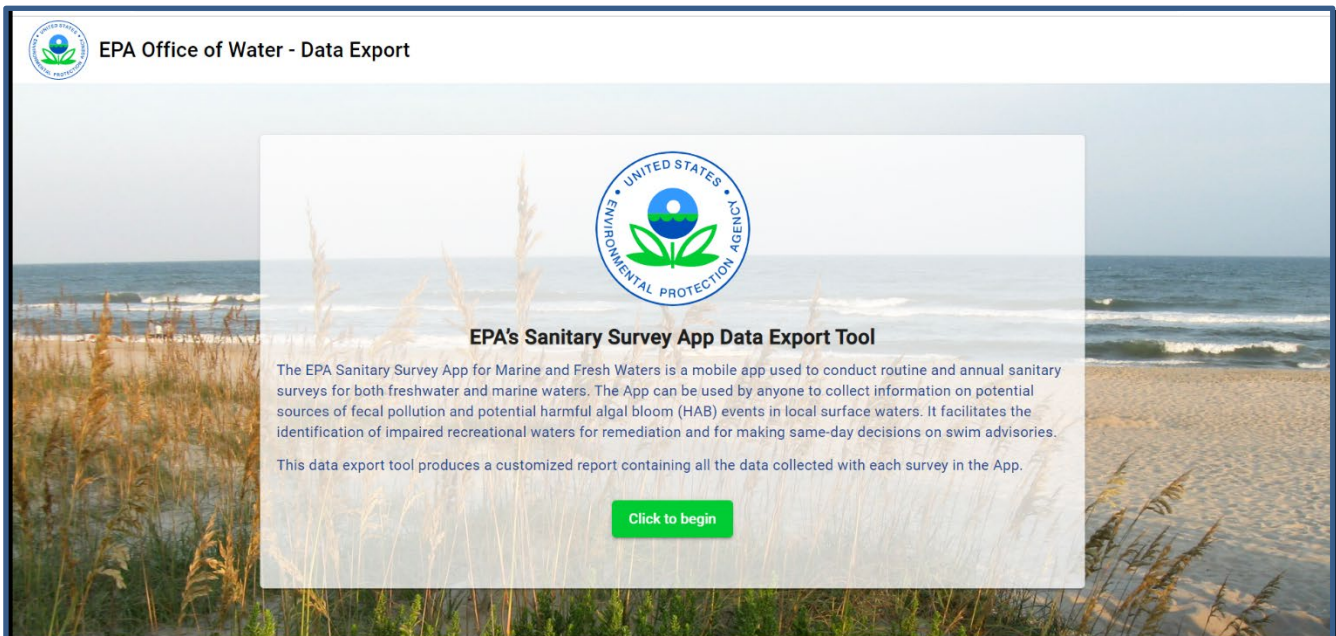 EPA Office of Water - Data Export
UNITED STATES
ENVIRONMENTAL PROTECTION AGENCY
EPA's Sanitary Survey App Data Export Tool
The EPA Sanitary Survey App for Marine and Fresh Waters is a mobile app used to conduct routine and annual sanitary
surveys for both freshwater and marine waters. The App can be used by anyone to collect information on potential
sources of fecal pollution and potential harmful algal bloom (HAB) events in local surface waters. It facilitates the
identification of impaired recreational waters for remediation and for making same-day decisions on swim advisories.
This data export tool produces a customized report containing all the data collected with each survey in the App.
Click to begin